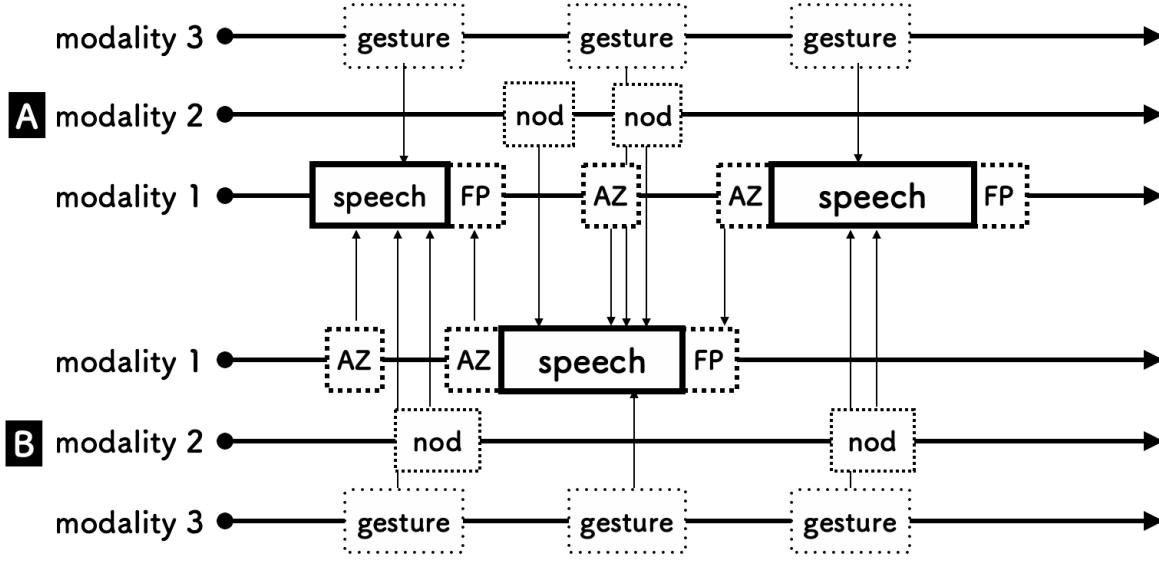 modality 3 gesture gesture gesture
A modality 2 nod nod
modality 1 speech FP AZ AZ speech FP
modality 1 AZ AZ speech FP
B modality 2 nod nod
modality 3 gesture gesture gesture